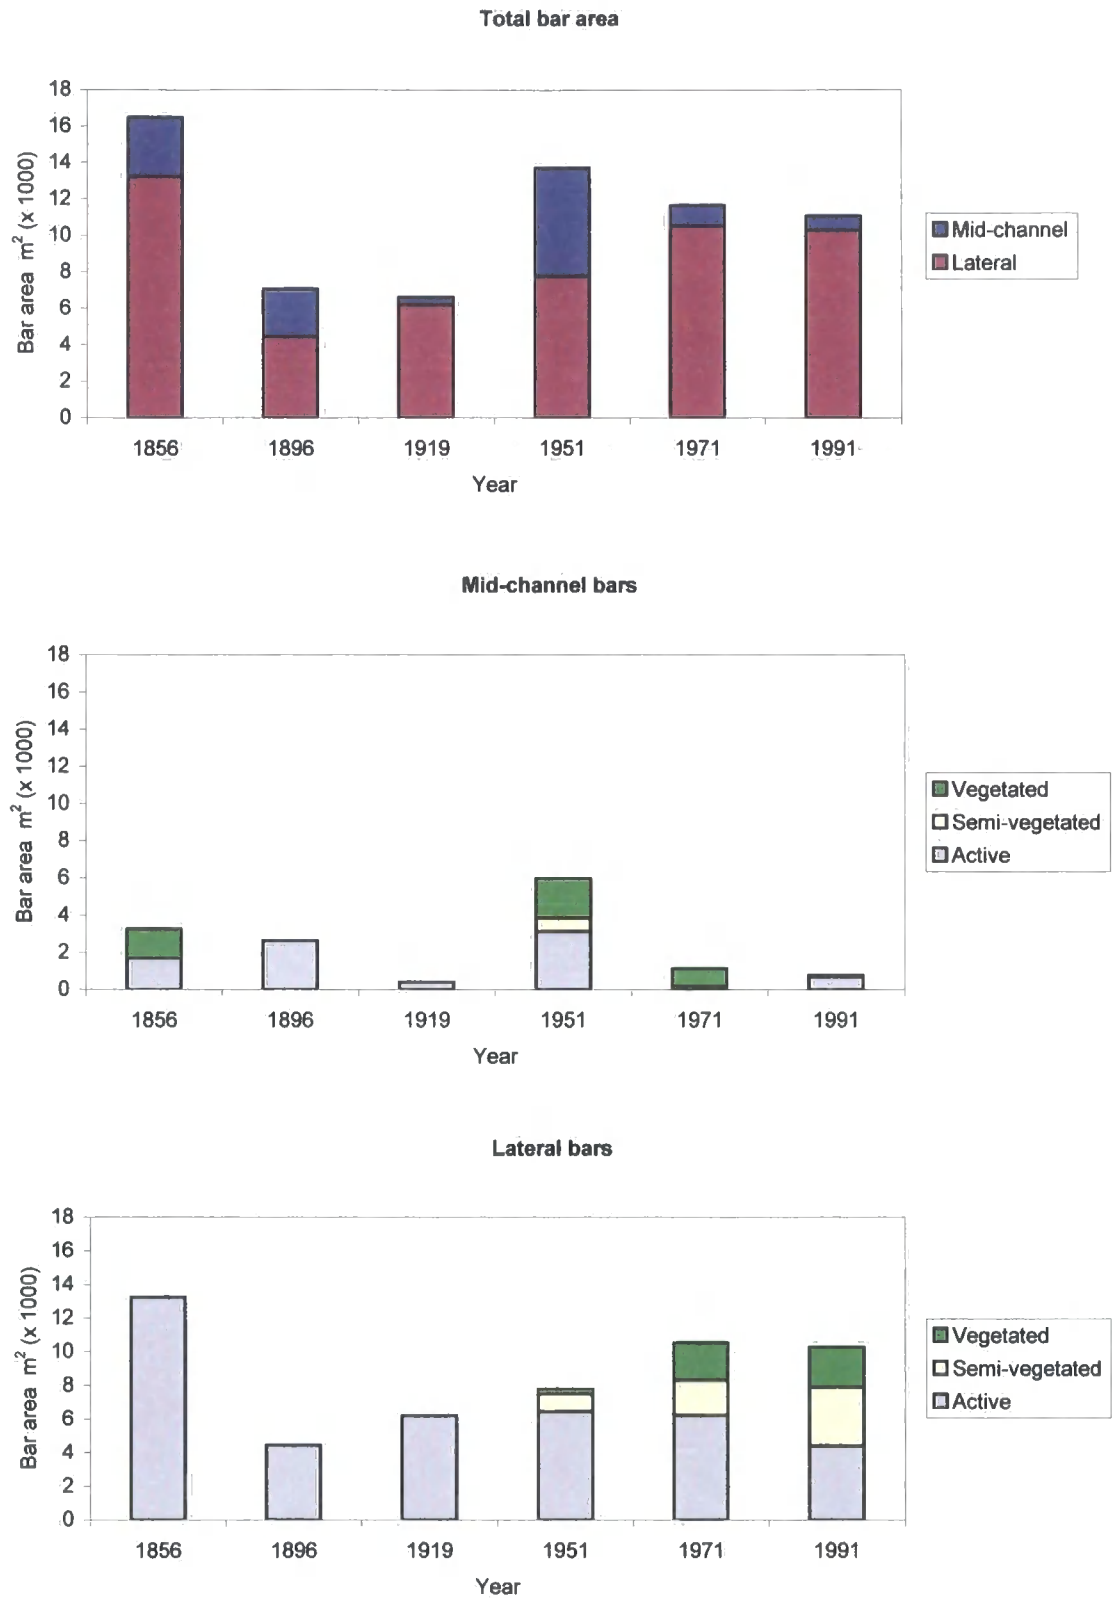 Total bar area
18
16
14
12
10
8
6
4
2
0
Bar area m² (x 1000)
1856 1896 1919 1951 1971 1991
Year
Mid-channel
Lateral
Mid-channel bars
18
16
14
12
10
8
6
4
2
0
Bar area m² (x 1000)
1856 1896 1919 1951 1971 1991
Year
Vegetated
Semi-vegetated
Active
Lateral bars
18
16
14
12
10
8
6
4
2
0
Bar area m² (x 1000)
1856 1896 1919 1951 1971 1991
Year
Vegetated
Semi-vegetated
Active